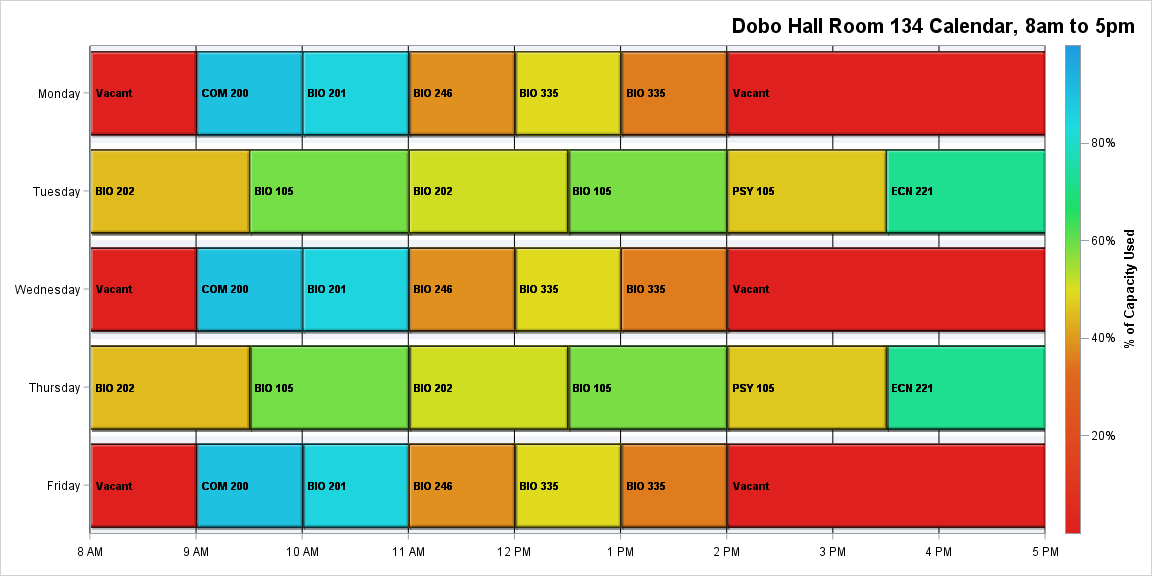 Dobo Hall Room 134 Calendar, 8am to 5pm
Monday Vacant COM 200 BIO 201 BIO 246 BIO 335 BIO 335 Vacant
80%
Tuesday BIO 202 BIO 105 BIO 202 BIO 105 PSY 105 ECN 221
60%
% of Capacity Used
Wednesday Vacant COM 200 BIO 201 BIO 246 BIO 335 BIO 335 Vacant
40%
Thursday BIO 202 BIO 105 BIO 202 BIO 105 PSY 105 ECN 221
20%
Friday Vacant COM 200 BIO 201 BIO 246 BIO 335 BIO 335 Vacant
8 AM 9 AM 10 AM 11 AM 12 PM 1 PM 2 PM 3 PM 4 PM 5 PM